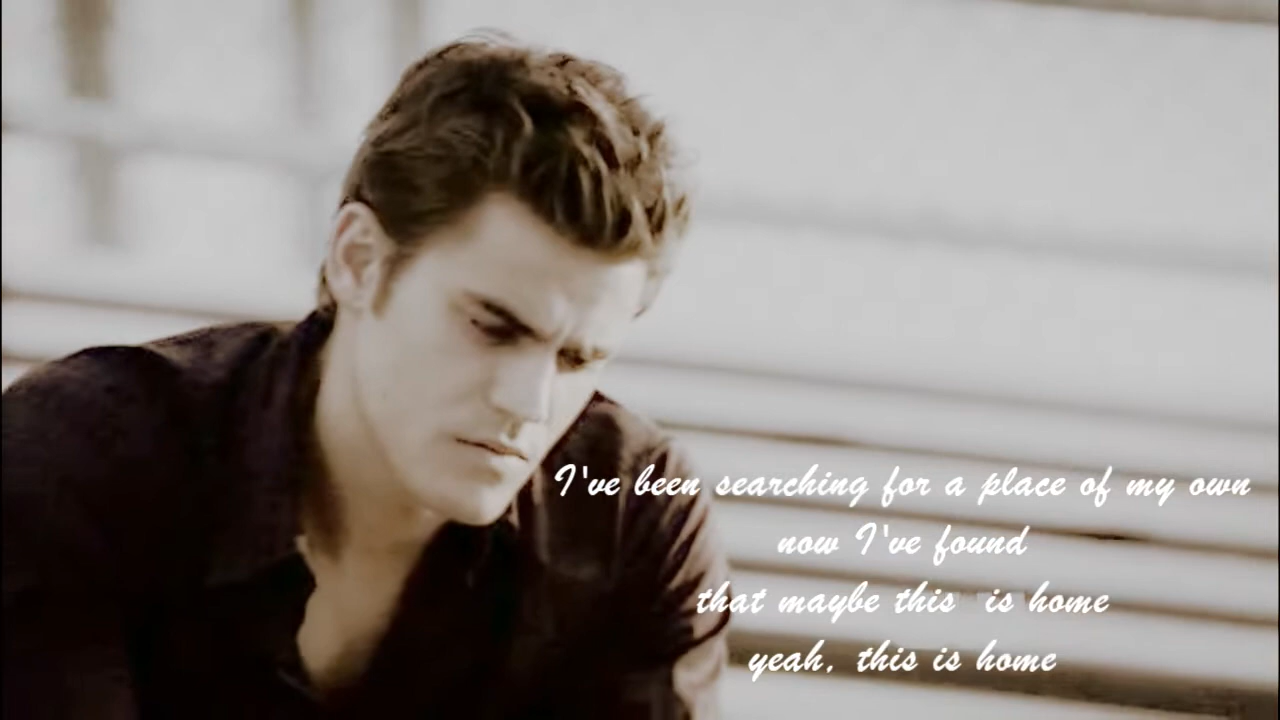 I've been searching for a place of my own
now I've found
that maybe this is home
yeah, this is home